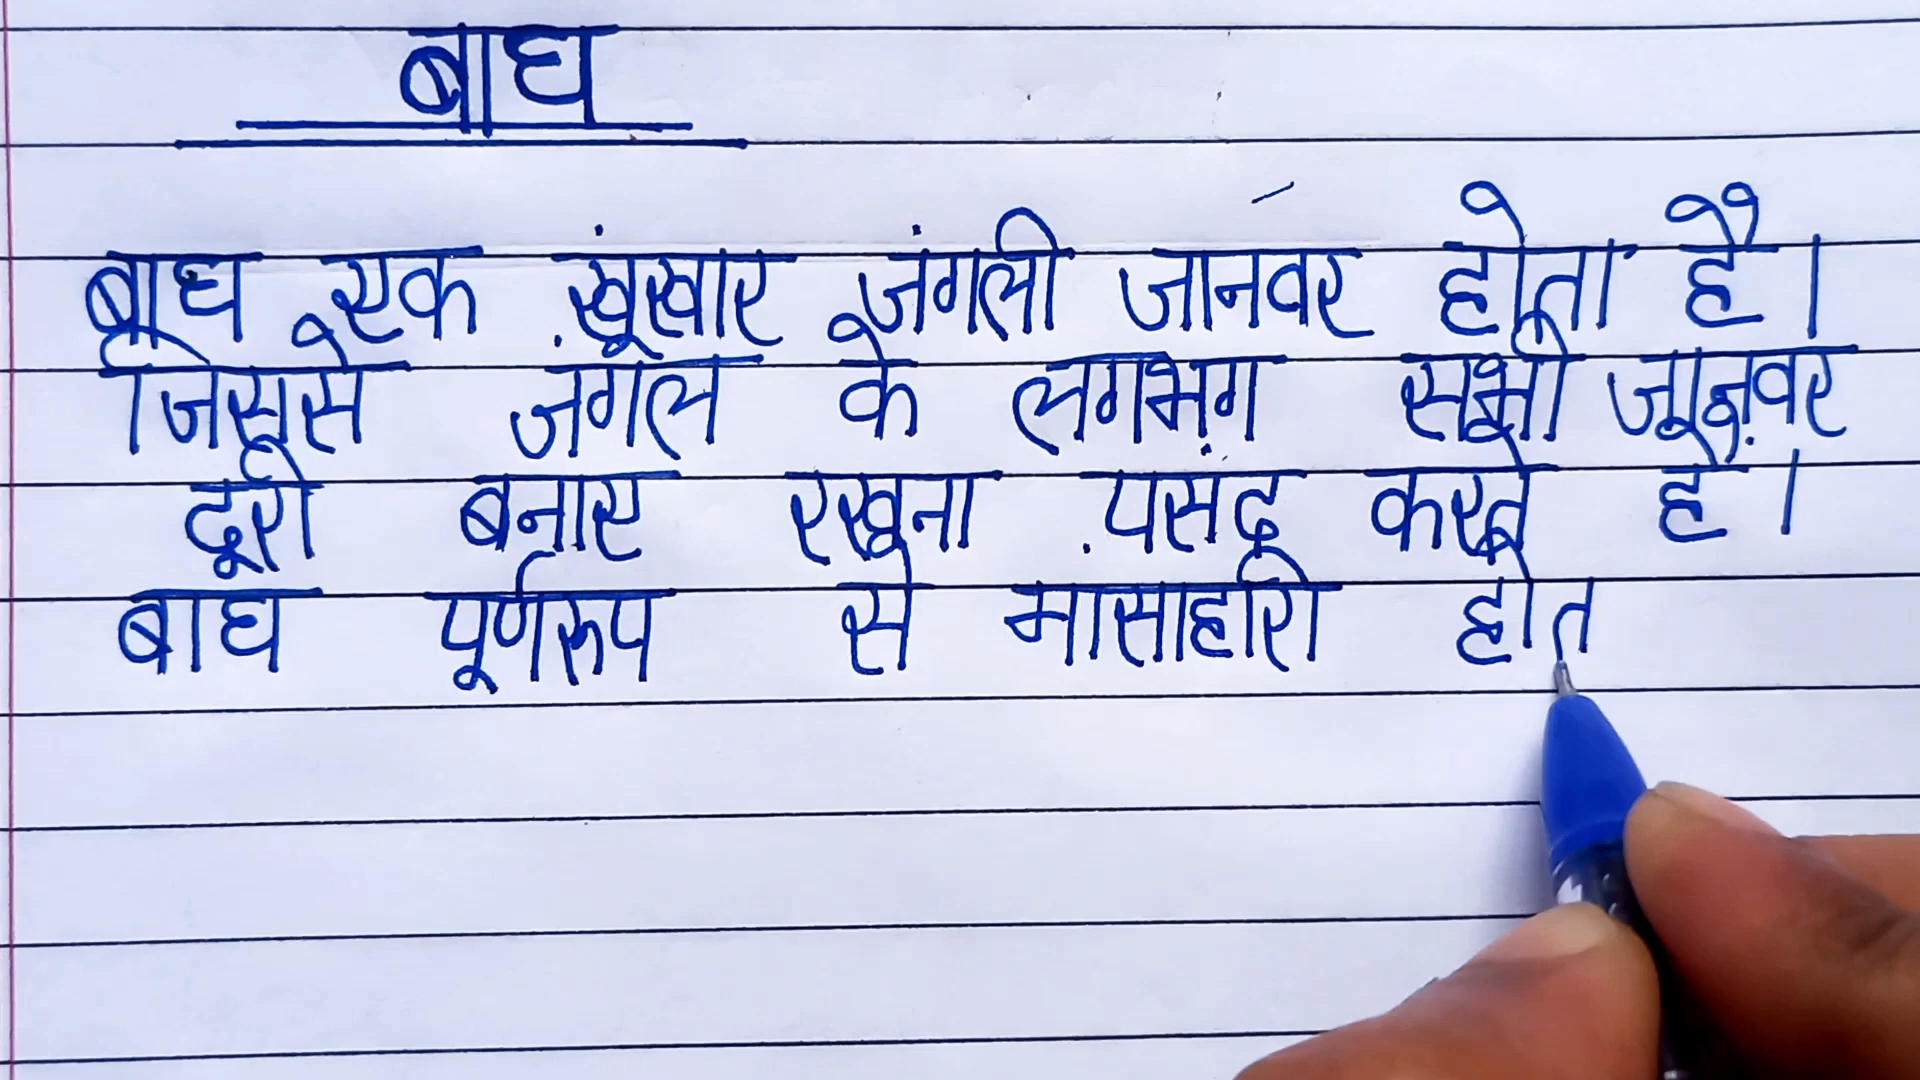 बाघ
बाघ एक खूंखार जंगली जानवर होता है।
जिससे जंगल के लगभग सभी जानवर
दूरी बनाए रखना पसंद करते है।
बाघ पूर्णरूप से मासाहारी होत